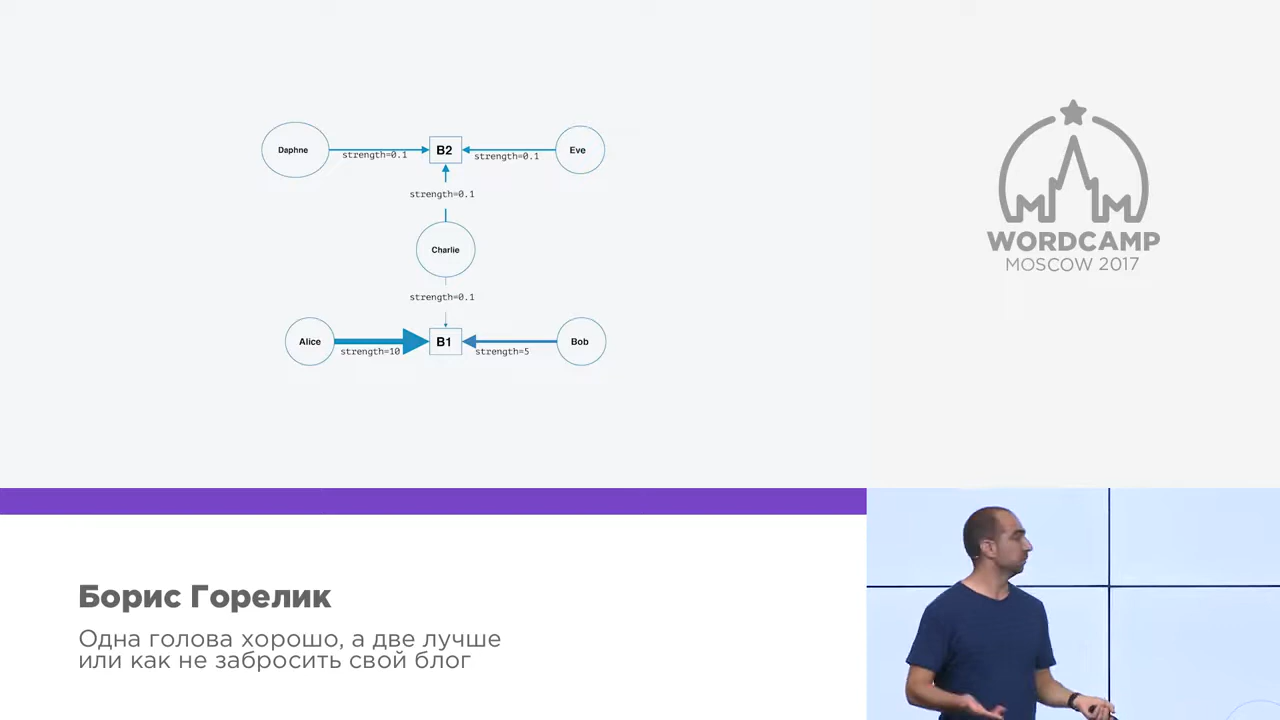 Daphne
B2
Eve
strength=0.1
strength=0.1
strength=0.1
Charlie
strength=0.1
Alice
B1
Bob
strength=10
strength=5
WORDCAMP
MOSCOW 2017
Борис Горелик
Одна голова хорошо, а две лучше
или как не забросить свой блог